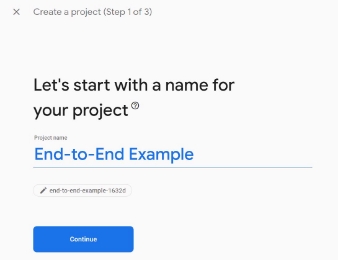 Create a project (Step 1 of 3)
Let's start with a name for
your project
Project name
End-to-End Example
end-to-end-example-1632d
Continue